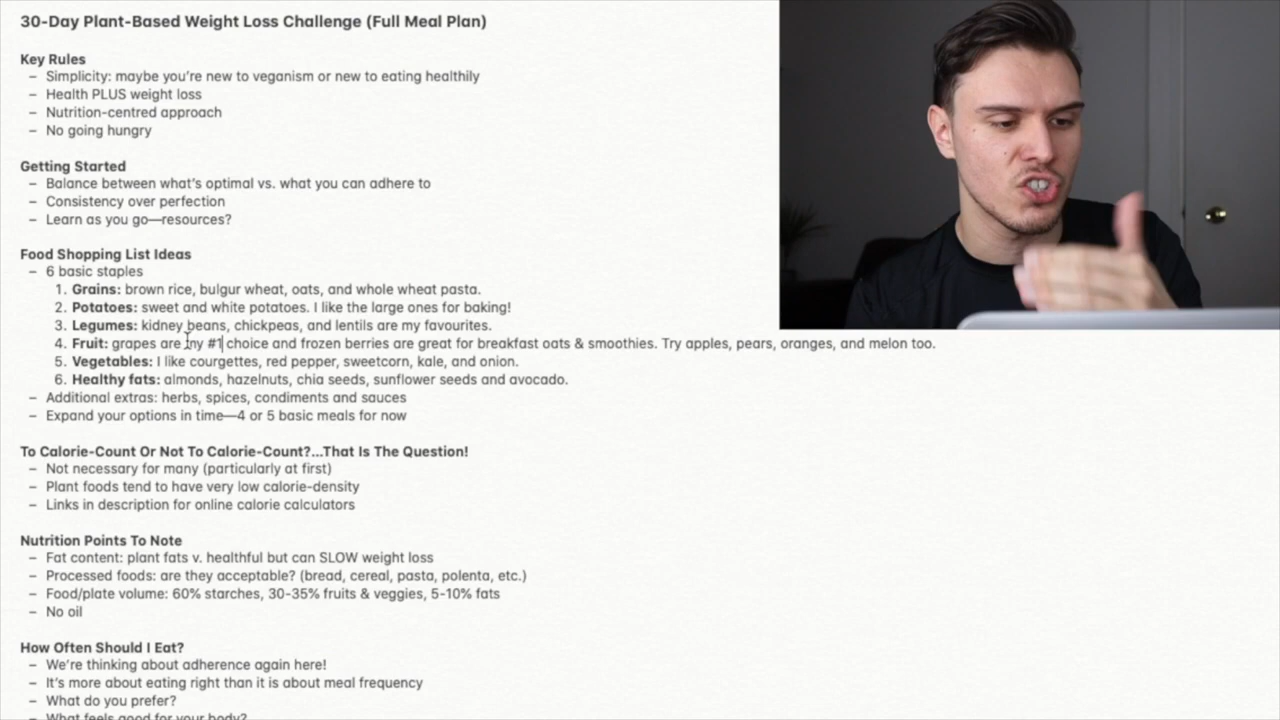 30-Day Plant-Based Weight Loss Challenge (Full Meal Plan)
Key Rules
– Simplicity: maybe you're new to veganism or new to eating healthily
– Health PLUS weight loss
– Nutrition-centred approach
– No going hungry
Getting Started
– Balance between what's optimal vs. what you can adhere to
– Consistency over perfection
– Learn as you go—resources?
Food Shopping List Ideas
– 6 basic staples
1. Grains: brown rice, bulgur wheat, oats, and whole wheat pasta.
2. Potatoes: sweet and white potatoes. I like the large ones for baking!
3. Legumes: kidney beans, chickpeas, and lentils are my favourites.
4. Fruit: grapes are my #1 choice and frozen berries are great for breakfast oats & smoothies. Try apples, pears, oranges, and melon too.
5. Vegetables: I like courgettes, red pepper, sweetcorn, kale, and onion.
6. Healthy fats: almonds, hazelnuts, chia seeds, sunflower seeds and avocado.
– Additional extras: herbs, spices, condiments and sauces
– Expand your options in time—4 or 5 basic meals for now
To Calorie-Count Or Not To Calorie-Count?...That Is The Question!
– Not necessary for many (particularly at first)
– Plant foods tend to have very low calorie-density
– Links in description for online calorie calculators
Nutrition Points To Note
– Fat content: plant fats v. healthful but can SLOW weight loss
– Processed foods: are they acceptable? (bread, cereal, pasta, polenta, etc.)
– Food/plate volume: 60% starches, 30-35% fruits & veggies, 5-10% fats
– No oil
How Often Should I Eat?
– We're thinking about adherence again here!
– It's more about eating right than it is about meal frequency
– What do you prefer?
– What feels good for your body?